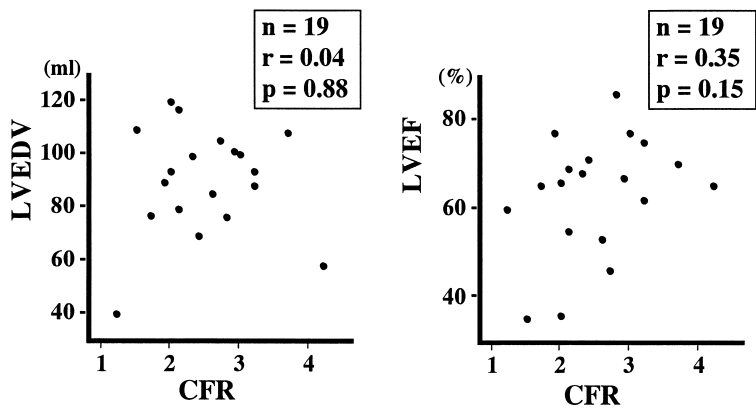 n = 19
r = 0.04
p = 0.88
(ml)
120
100
80
60
40
LVEDV
1 2 3 4
CFR
n = 19
r = 0.35
p = 0.15
(%)
80
60
40
LVEF
1 2 3 4
CFR